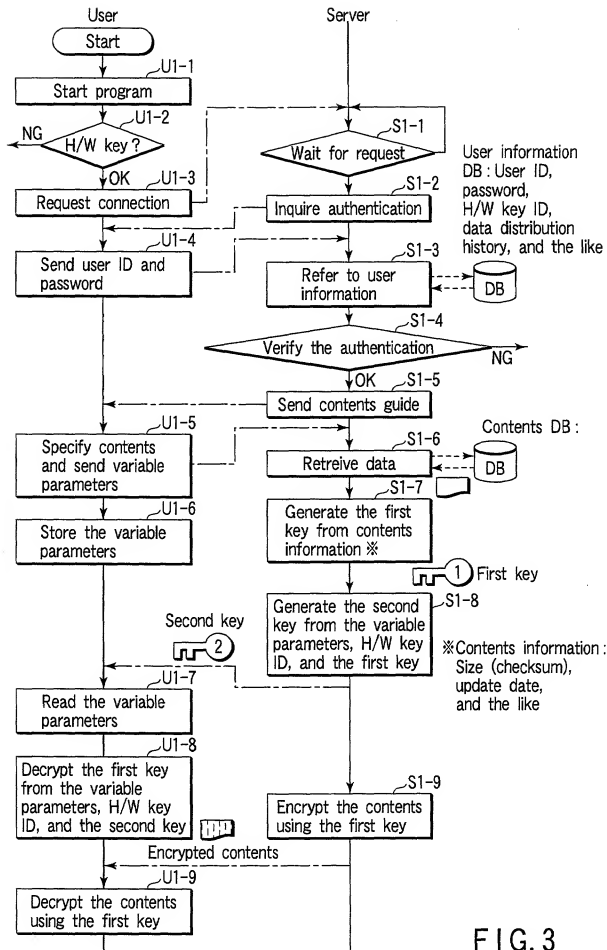 User
Server
Start
U1-1
Start program
U1-2
NG
H/W key?
S1-1
Wait for request
OK
U1-3
Request connection
S1-2
Inquire authentication
User information
DB : User ID,
password,
H/W key ID,
data distribution
history, and the like
U1-4
Send user ID and
password
S1-3
Refer to user
information
DB
S1-4
Verify the authentication
NG
OK
S1-5
Send contents guide
U1-5
Specify contents
and send variable
parameters
S1-6
Retreive data
Contents DB :
DB
U1-6
Store the variable
parameters
S1-7
Generate the first
key from contents
information ※
1
First key
S1-8
Generate the second
key from the variable
parameters, H/W key
ID, and the first key
Second key
2
※Contents information :
Size (checksum),
update date,
and the like
U1-7
Read the variable
parameters
U1-8
Decrypt the first key
from the variable
parameters, H/W key
ID, and the second key
S1-9
Encrypt the contents
using the first key
Encrypted contents
U1-9
Decrypt the contents
using the first key
FIG. 3